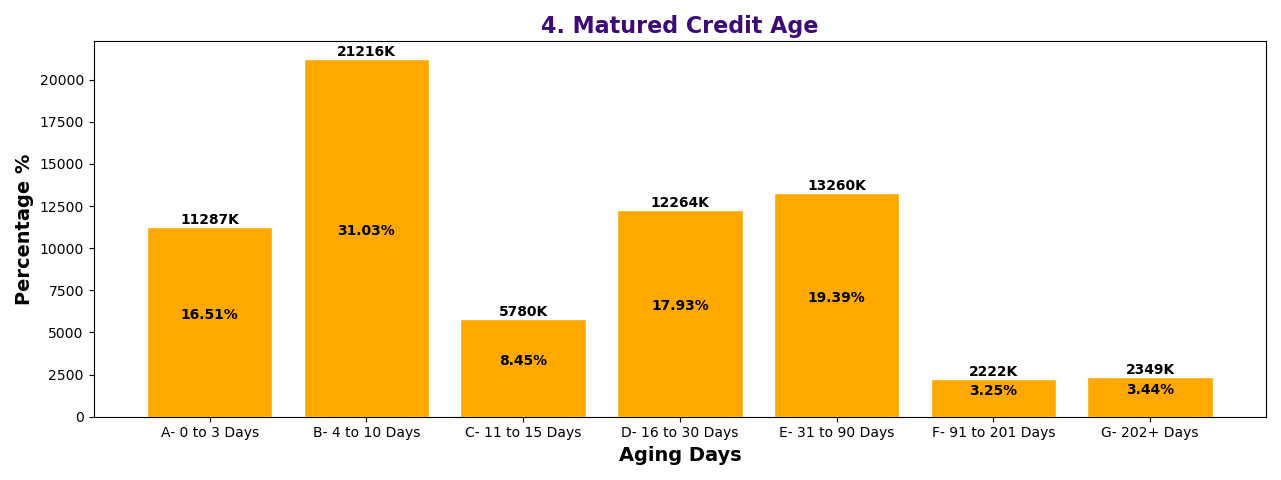 4. Matured Credit Age
Percentage %
20000
17500
15000
12500
10000
7500
5000
2500
0
11287K
16.51%
21216K
31.03%
5780K
8.45%
12264K
17.93%
13260K
19.39%
2222K
3.25%
2349K
3.44%
A- 0 to 3 Days
B- 4 to 10 Days
C- 11 to 15 Days
D- 16 to 30 Days
E- 31 to 90 Days
F- 91 to 201 Days
G- 202+ Days
Aging Days